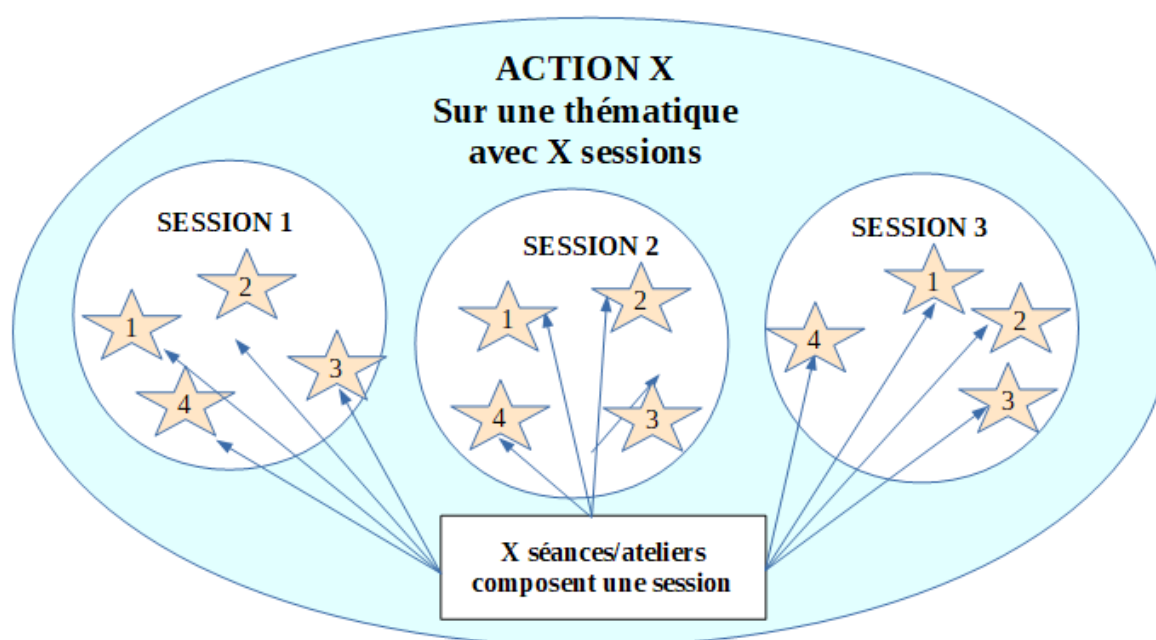 ACTION X
Sur une thématique
avec X sessions
SESSION 1
2
1
3
4
SESSION 2
1
2
4
3
SESSION 3
1
2
4
3
X séances/ateliers
composent une session